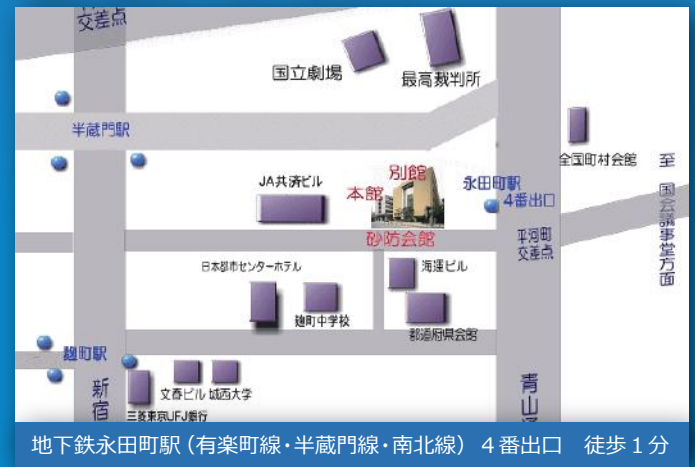 交差点
国立劇場
最高裁判所
半蔵門駅
全国町村会館
至 国会議事堂方面
JA共済ビル
別館
本館
永田町駅
4番出口
砂防会館
平河町
交差点
日本都市センターホテル
海運ビル
麹町中学校
都道府県会館
麹町駅
新宿
文春ビル
城西大学
三菱東京UFJ銀行
青山通
地下鉄永田町駅(有楽町線・半蔵門線・南北線) 4番出口 徒歩1分